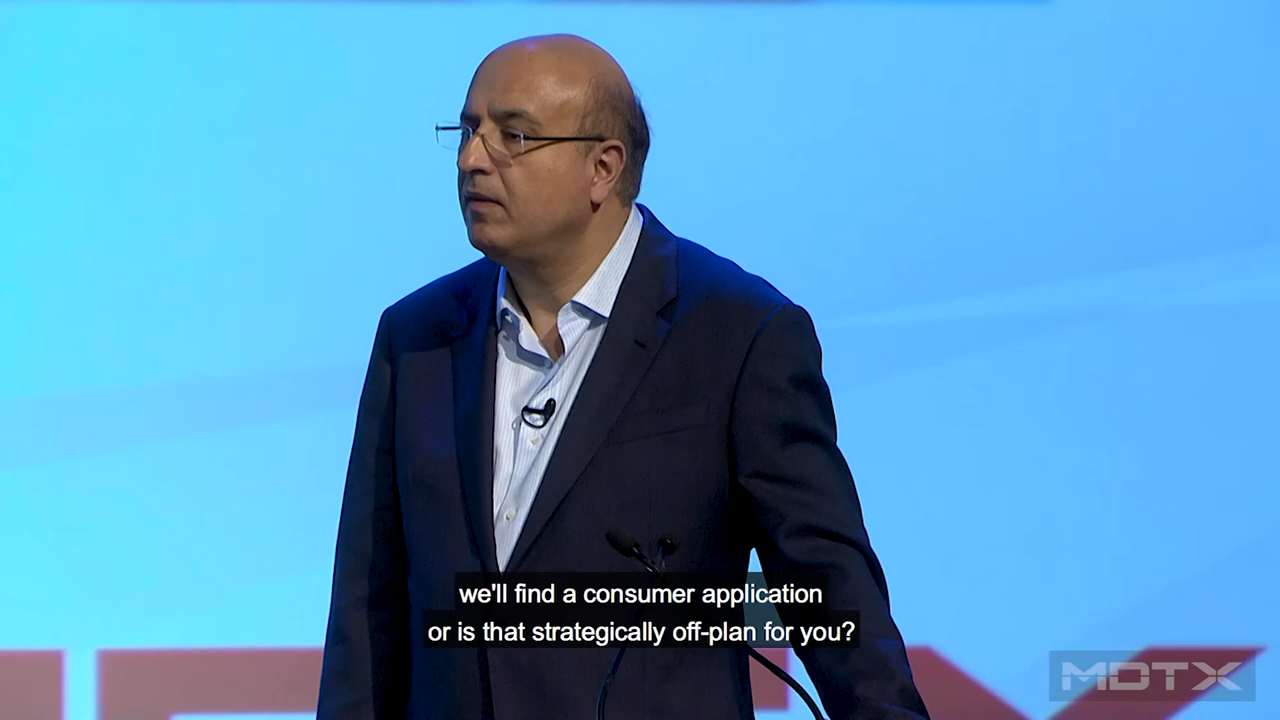 we'll find a consumer application
or is that strategically off-plan for you?
MDTX